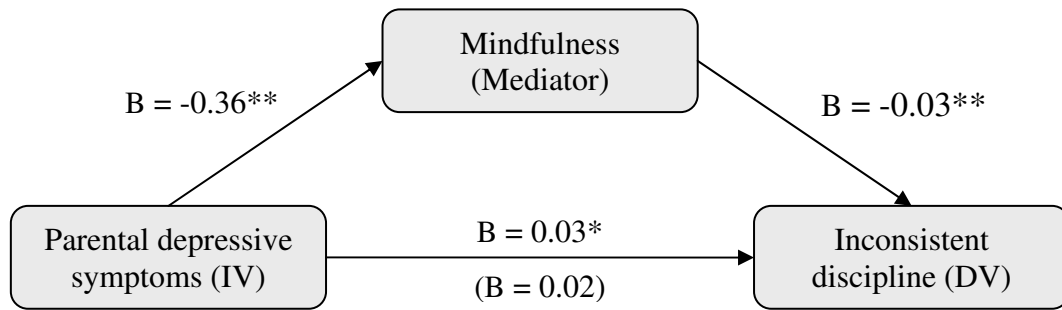 Mindfulness
(Mediator)
B = -0.36**
B = -0.03**
Parental depressive
symptoms (IV)
B = 0.03*
(B = 0.02)
Inconsistent
discipline (DV)